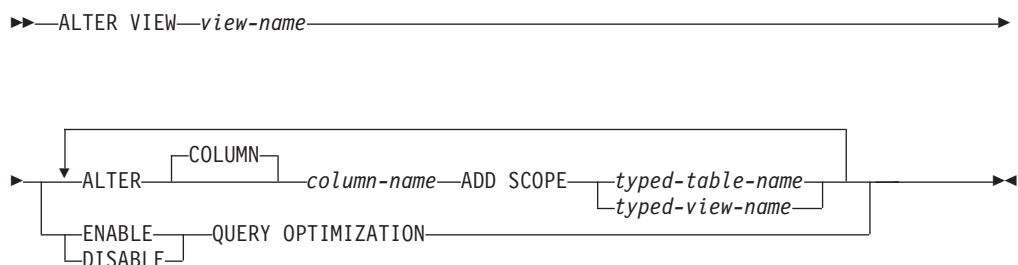 ALTER VIEW view-name
COLUMN
ALTER column-name ADD SCOPE typed-table-name
typed-view-name
ENABLE QUERY OPTIMIZATION
DISABLE